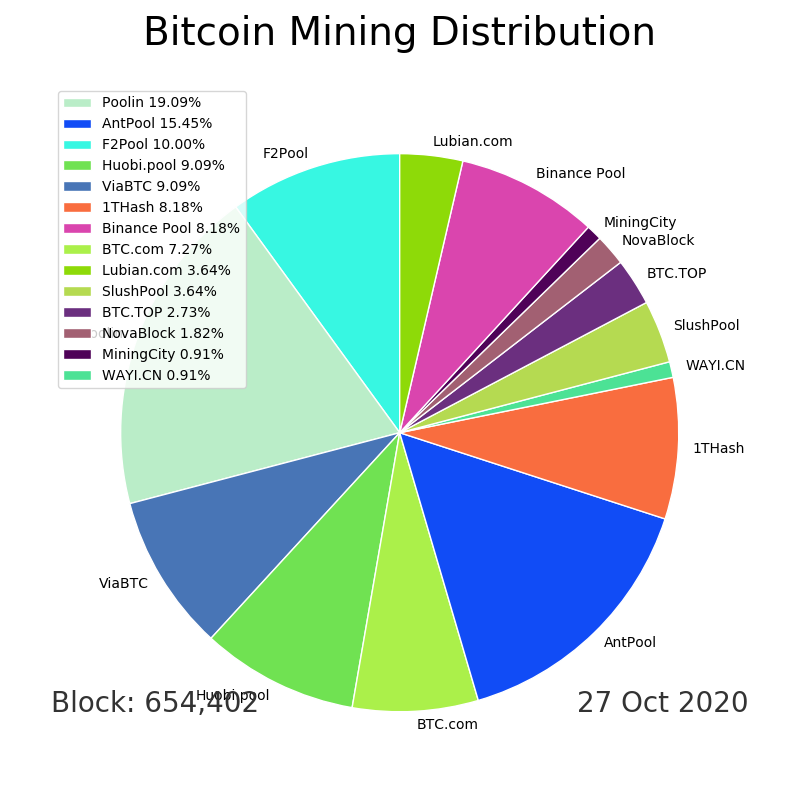 Bitcoin Mining Distribution
Poolin 19.09%
AntPool 15.45%
F2Pool 10.00%
Huobi.pool 9.09%
ViaBTC 9.09%
1THash 8.18%
Binance Pool 8.18%
BTC.com 7.27%
Lubian.com 3.64%
SlushPool 3.64%
BTC.TOP 2.73%
NovaBlock 1.82%
MiningCity 0.91%
WAYI.CN 0.91%
F2Pool
Lubian.com
Binance Pool
MiningCity
NovaBlock
BTC.TOP
SlushPool
WAYI.CN
1THash
AntPool
BTC.com
Huobi.pool
ViaBTC
Block: 654,402
27 Oct 2020